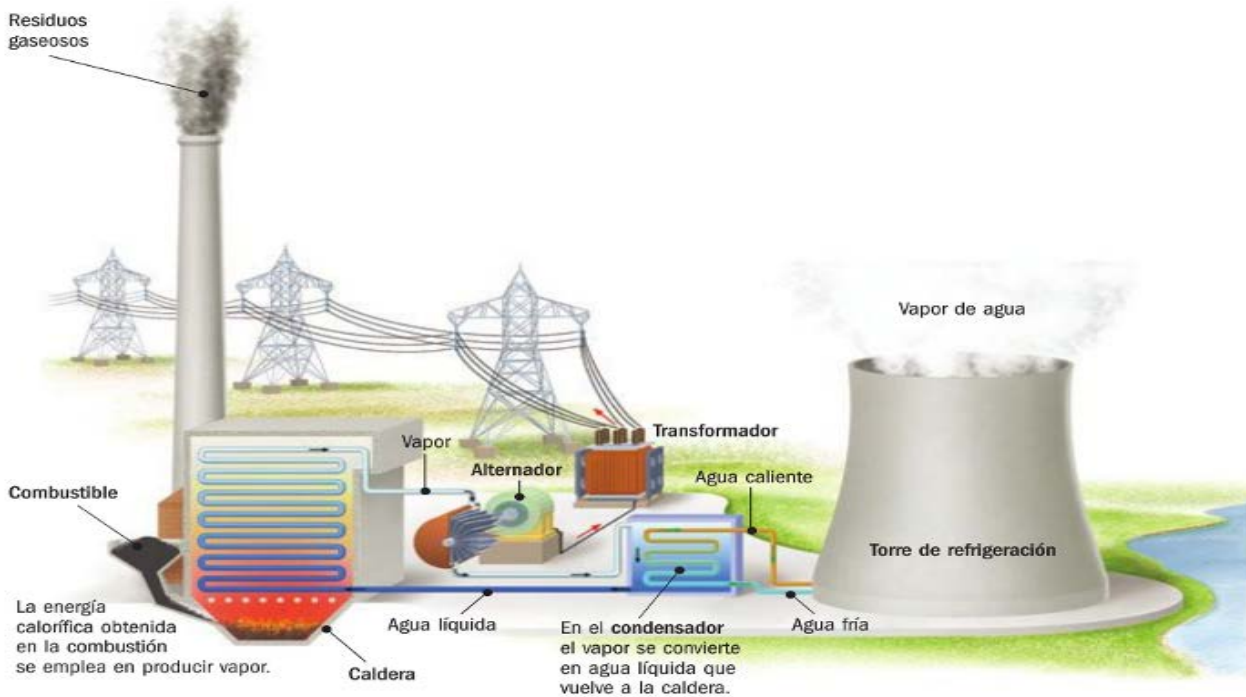 Residuos
gaseosos
Vapor de agua
Transformador
Vapor
Alternador
Agua caliente
Combustible
Torre de refrigeración
La energía
calorífica obtenida
en la combustión
se emplea en producir vapor.
Caldera
Agua líquida
En el condensador
el vapor se convierte
en agua líquida que
vuelve a la caldera.
Agua fría